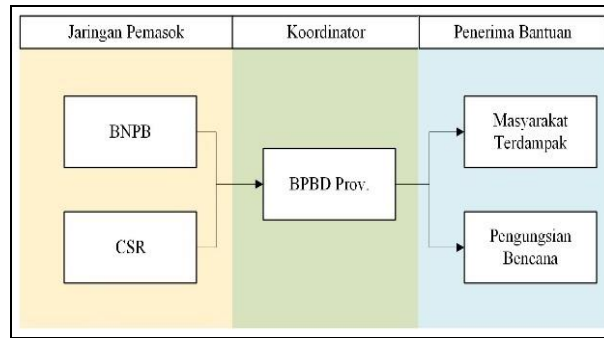 Jaringan Pemasok
Koordinator
Penerima Bantuan
BNPB
CSR
BPBD Prov.
Masyarakat
Terdampak
Pengungsian
Bencana